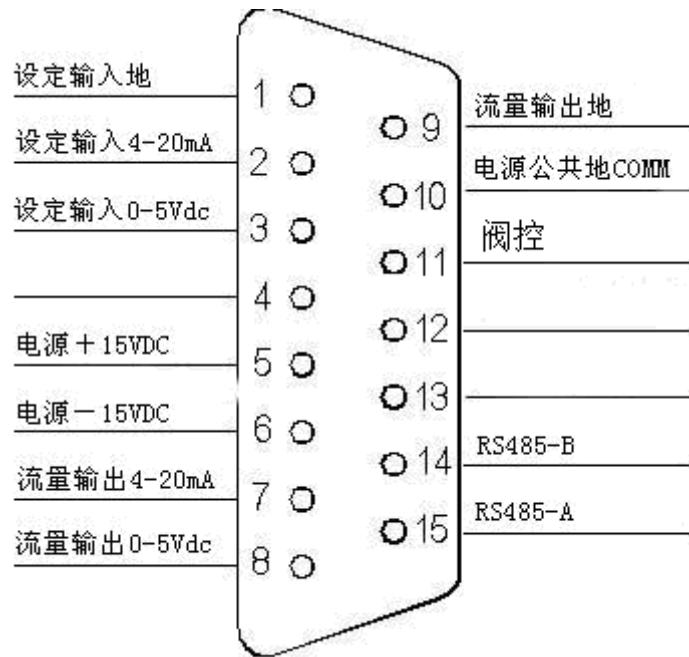 设定输入地
1
设定输入4-20mA
2
设定输入0-5Vdc
3
4
电源＋15VDC
5
电源－15VDC
6
流量输出4-20mA
7
流量输出0-5Vdc
8
9
流量输出地
10
电源公共地COMM
11
阀控
12
13
14
RS485-B
15
RS485-A